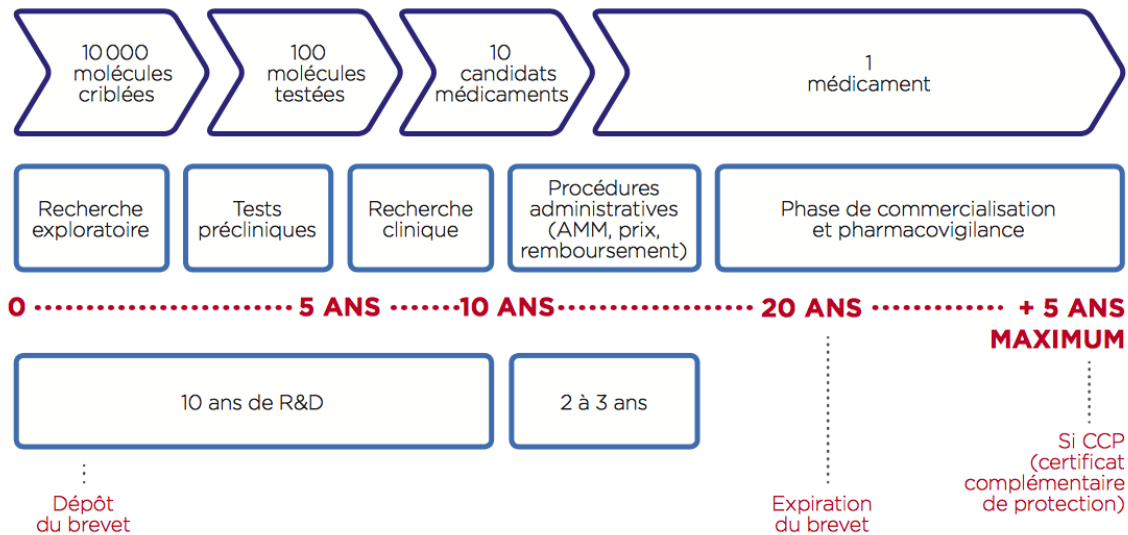 10 000
molécules
criblées
100
molécules
testées
10
candidats
médicaments
1
médicament
Recherche
exploratoire
Tests
précliniques
Recherche
clinique
Procédures
administratives
(AMM, prix,
remboursement)
Phase de commercialisation
et pharmacovigilance
0
5 ANS
10 ANS
20 ANS
+ 5 ANS
MAXIMUM
10 ans de R&D
2 à 3 ans
Dépôt
du brevet
Expiration
du brevet
Si CCP
(certificat
complémentaire
de protection)